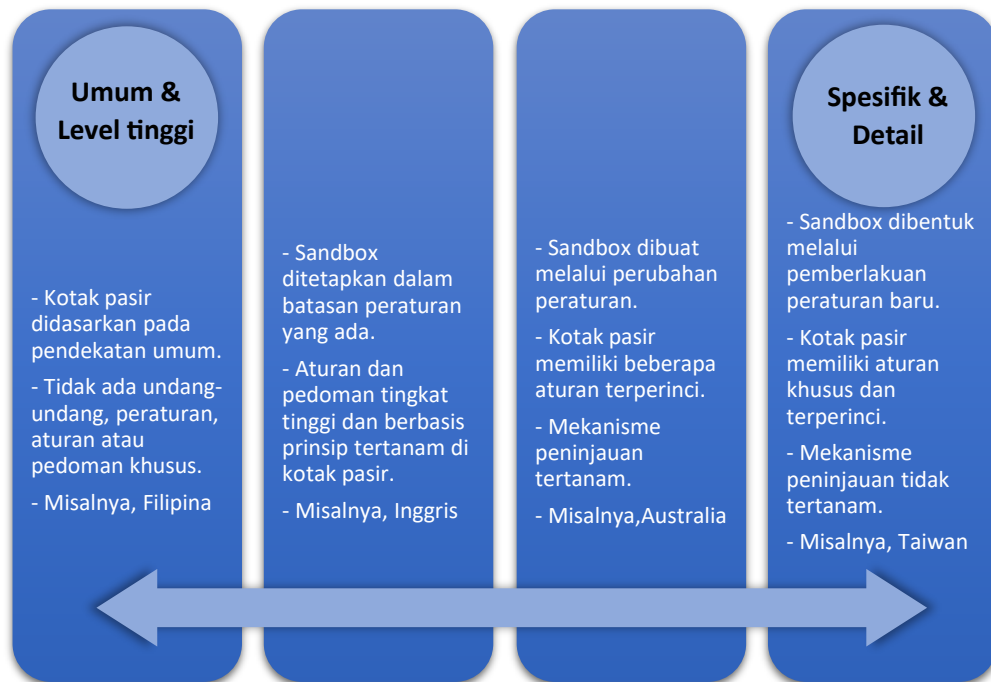 Umum &
Level tinggi
- Kotak pasir
didasarkan pada
pendekatan umum.
- Tidak ada undang-
undang, peraturan,
aturan atau
pedoman khusus.
- Misalnya, Filipina
- Sandbox
ditetapkan dalam
batasan peraturan
yang ada.
- Aturan dan
pedoman tingkat
tinggi dan berbasis
prinsip tertanam di
kotak pasir.
- Misalnya, Inggris
- Sandbox dibuat
melalui perubahan
peraturan.
- Kotak pasir
memiliki beberapa
aturan terperinci.
- Mekanisme
peninjauan
tertanam.
- Misalnya,Australia
Spesifik &
Detail
- Sandbox dibentuk
melalui
pemberlakuan
peraturan baru.
- Kotak pasir
memiliki aturan
khusus dan
terperinci.
- Mekanisme
peninjauan tidak
tertanam.
- Misalnya, Taiwan